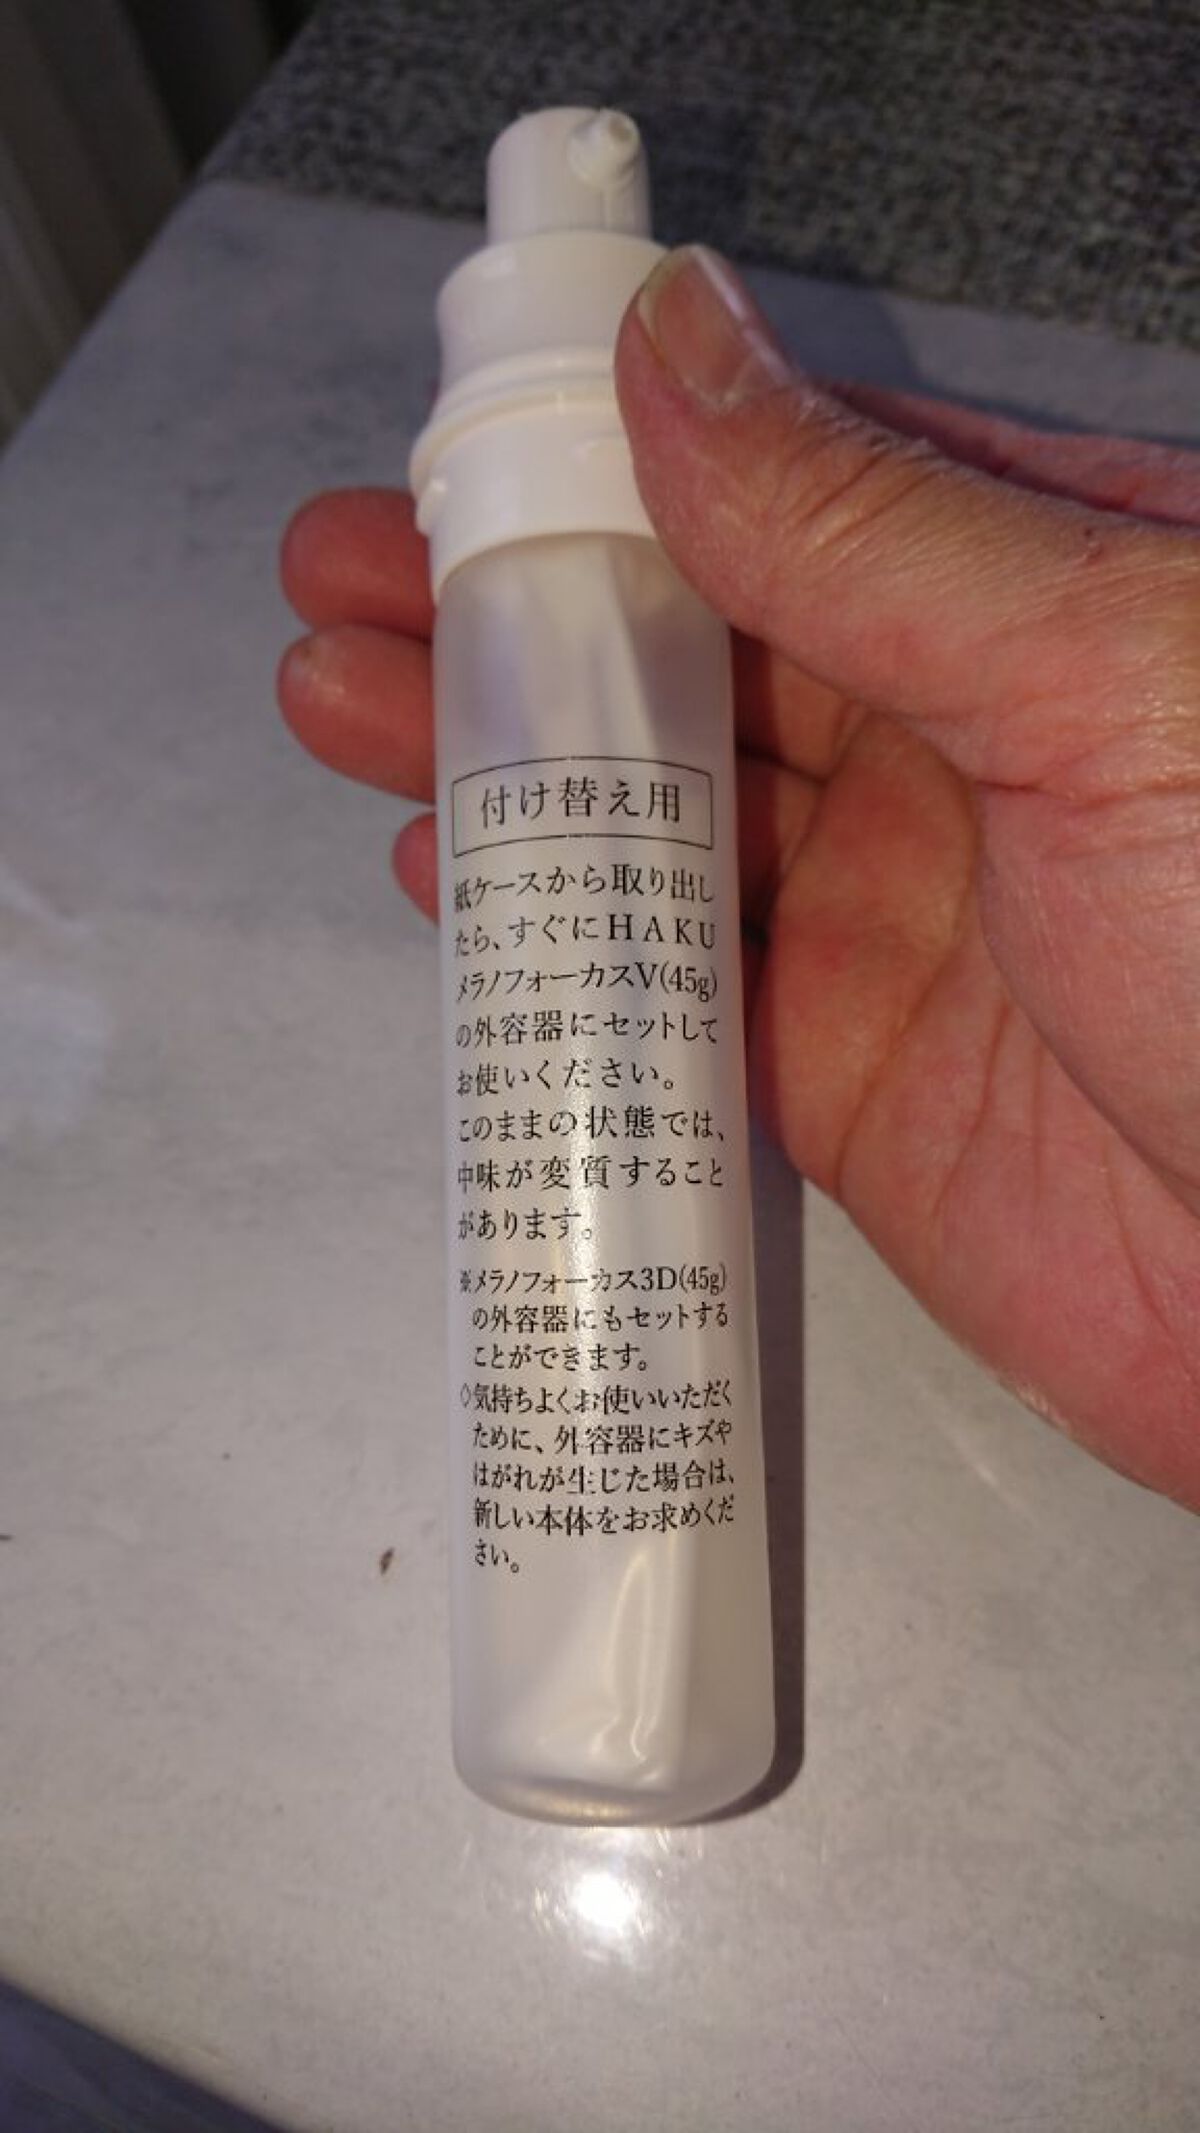 付け替え用
紙ケースから取り出し
たら、すぐにHAKU
メラノフォーカスV(45g)
の外容器にセットして
お使いください。
このままの状態では、
中味が変質すること
があります。
※メラノフォーカス3D(45g)
の外容器にもセットする
ことができます。
◇気持ちよくお使いいただく
ために、外容器にキズや
はがれが生じた場合は、
新しい本体をお求めくだ
さい。